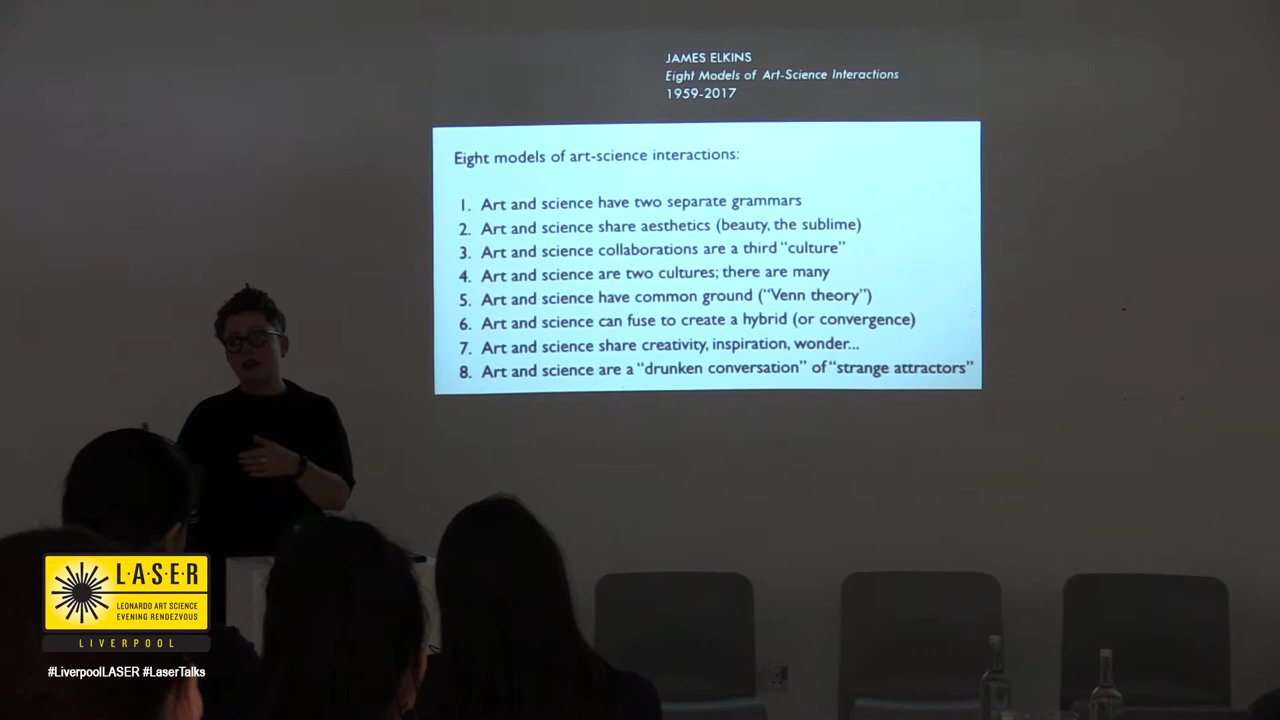 JAMES ELKINS
Eight Models of Art-Science Interactions
1959-2017
Eight models of art-science interactions:
1. Art and science have two separate grammars
2. Art and science share aesthetics (beauty, the sublime)
3. Art and science collaborations are a third “culture”
4. Art and science are two cultures; there are many
5. Art and science have common ground (“Venn theory”)
6. Art and science can fuse to create a hybrid (or convergence)
7. Art and science share creativity, inspiration, wonder...
8. Art and science are a “drunken conversation” of “strange attractors”
L·A·S·E·R
LEONARDO ART SCIENCE
EVENING RENDEZVOUS
LIVERPOOL
#LiverpoolLASER #LaserTalks